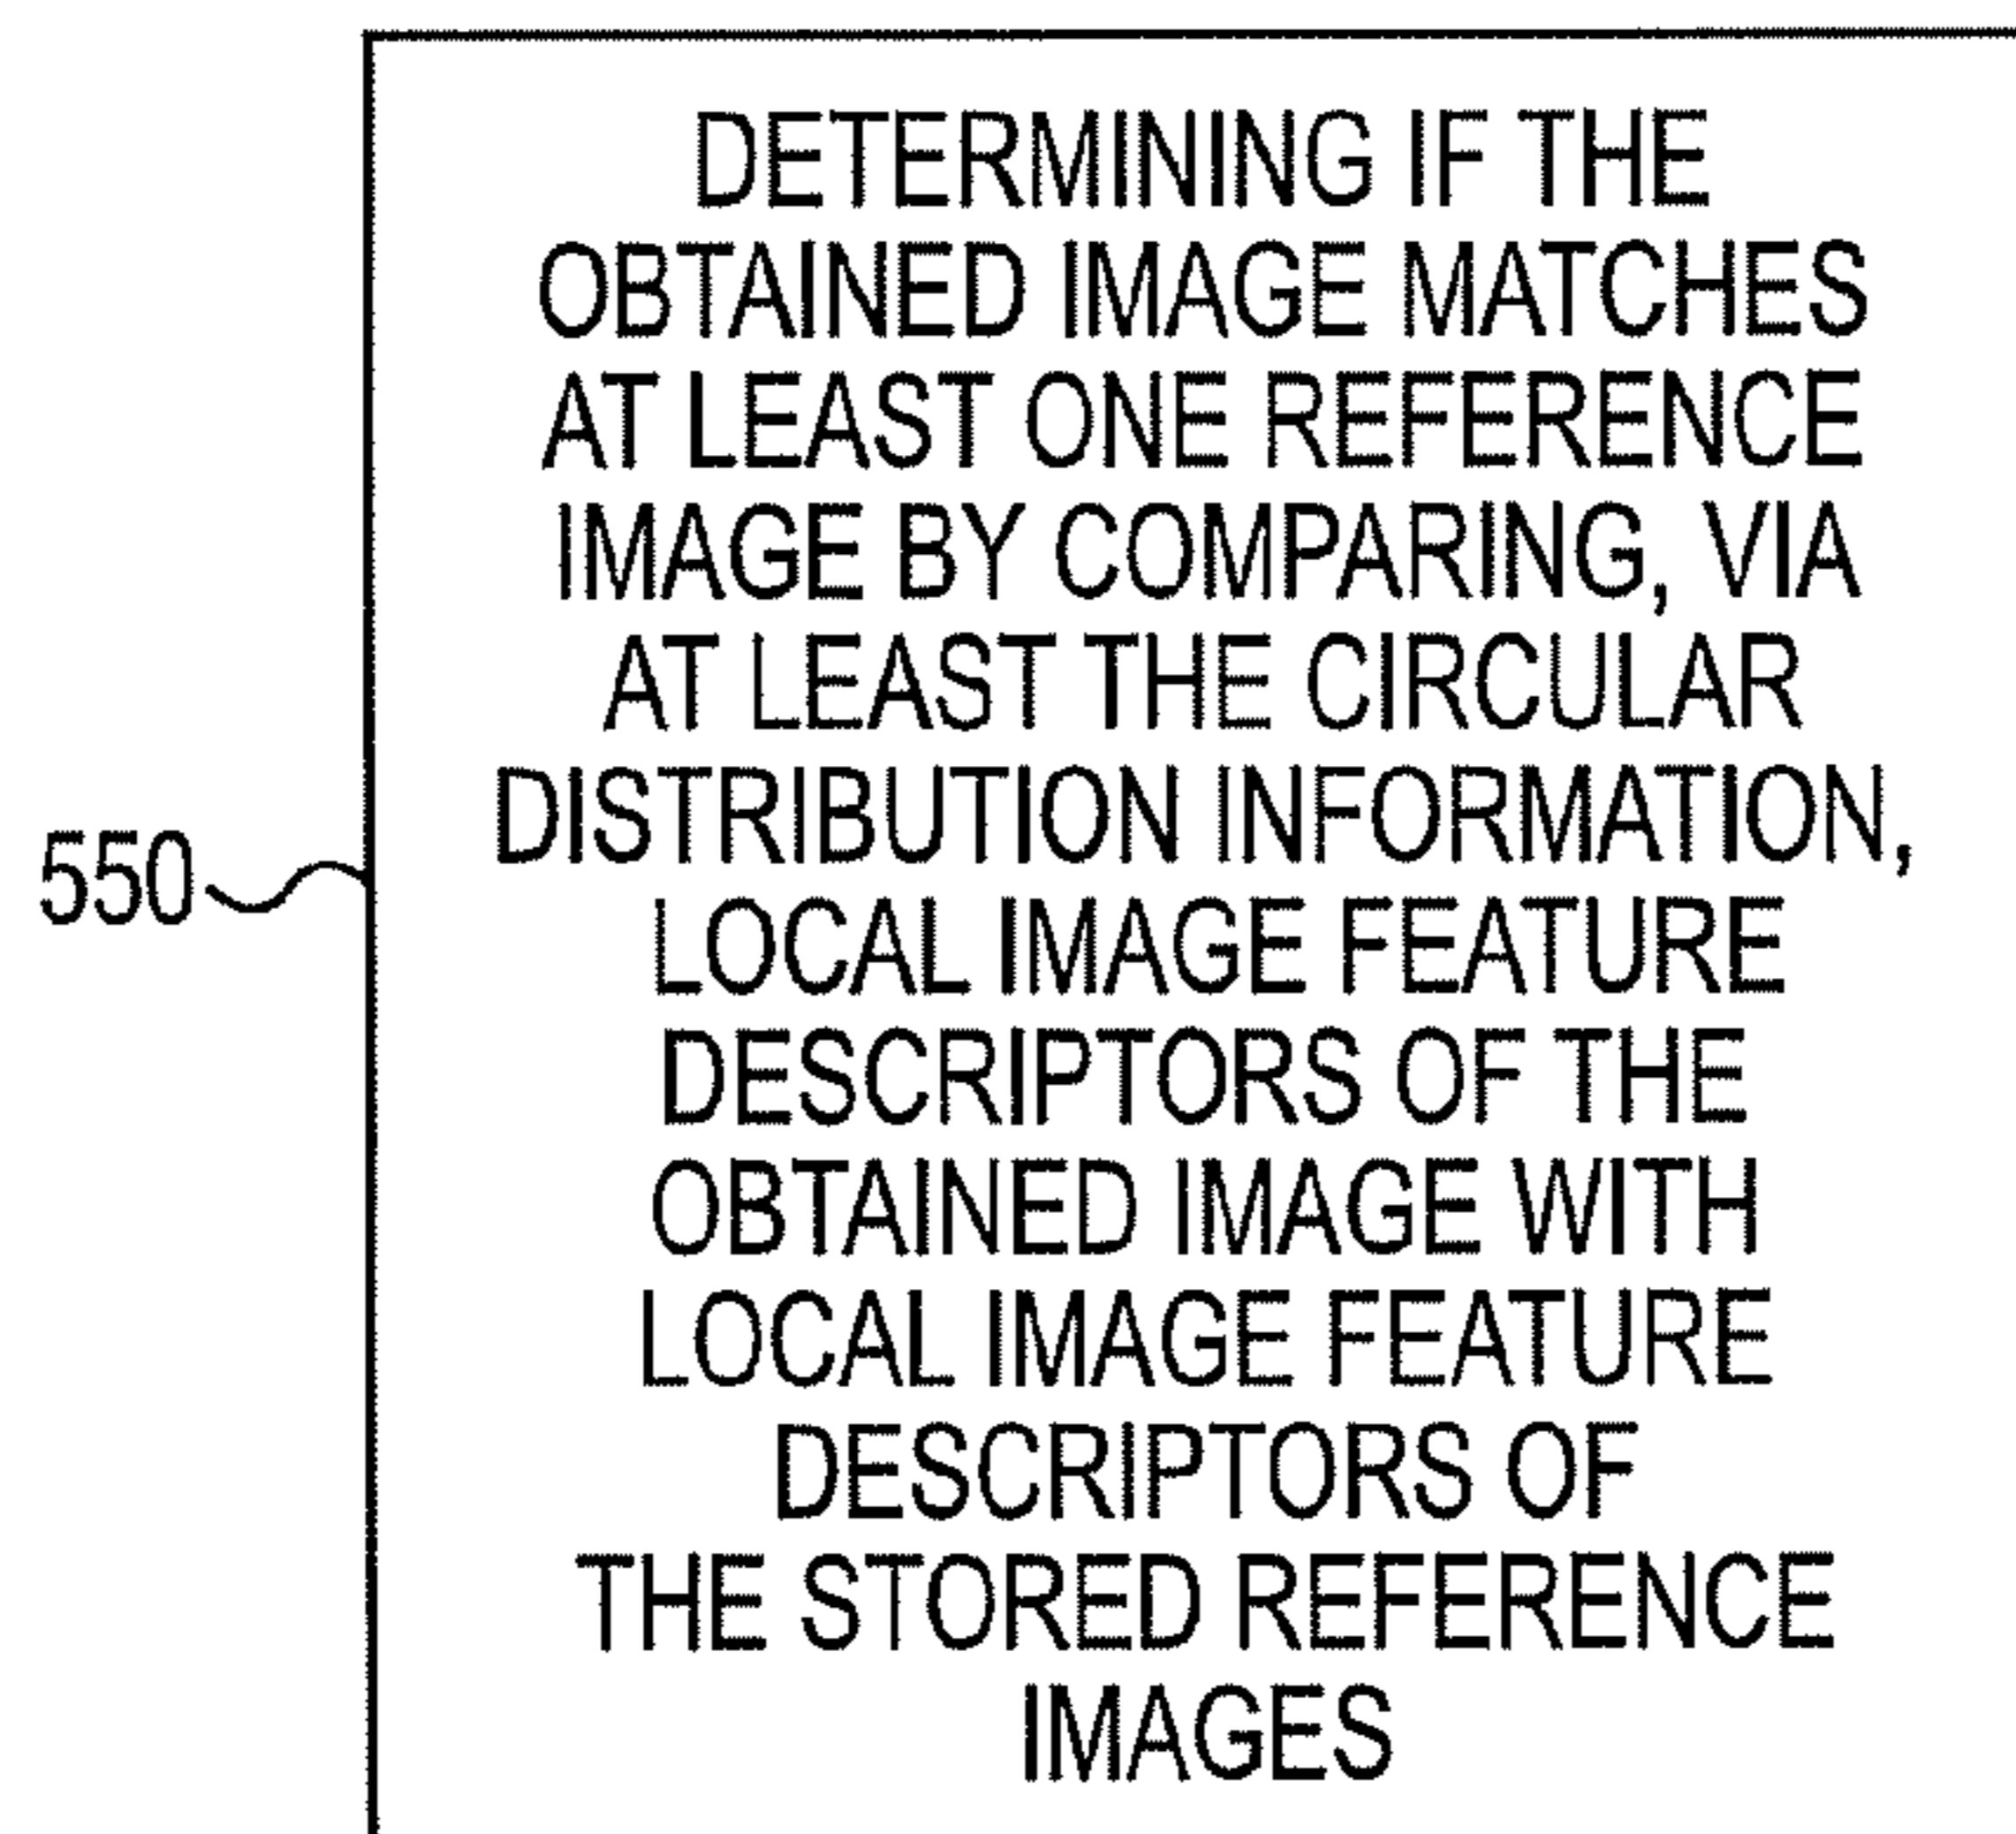 DETERMINING IF THE
OBTAINED IMAGE MATCHES
AT LEAST ONE REFERENCE
IMAGE BY COMPARING, VIA
AT LEAST THE CIRCULAR
DISTRIBUTION INFORMATION,
550
LOCAL IMAGE FEATURE
DESCRIPTORS OF THE
OBTAINED IMAGE WITH
LOCAL IMAGE FEATURE
DESCRIPTORS OF
THE STORED REFERENCE
IMAGES